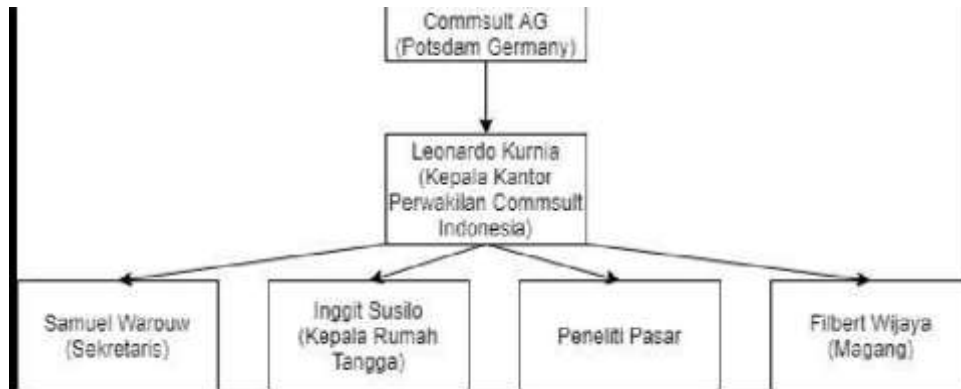 Commsult AG
(Potsdam Germany)
Leonardo Kurnia
(Kepala Kantor
Perwakilan Commsult
Indonesia)
Samuel Warouw
(Sekretaris)
Inggit Susilo
(Kepala Rumah
Tangga)
Peneliti Pasar
Filbert Wijaya
(Magang)